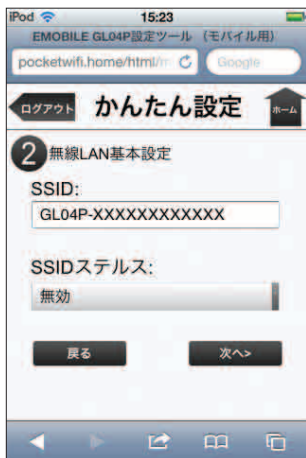 iPod 15:23
EMOBILE GL04P設定ツール （モバイル用）
pocketwifi.home/html/m Google
ログアウト かんたん設定 ホーム
2 無線LAN基本設定
SSID:
GL04P-XXXXXXXXXXXX
SSIDステルス:
無効
戻る 次へ>